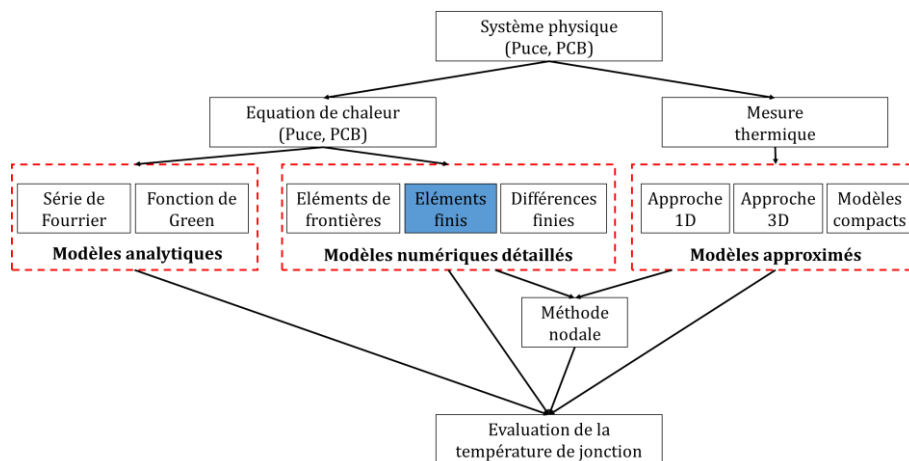 Système physique
(Puce, PCB)
Equation de chaleur
(Puce, PCB)
Mesure
thermique
Série de
Fourrier
Fonction de
Green
Eléments de
frontières
Eléments
finis
Différences
finies
Approche
1D
Approche
3D
Modèles
compacts
Modèles analytiques
Modèles numériques détaillés
Modèles approximés
Méthode
nodale
Evaluation de la
température de jonction